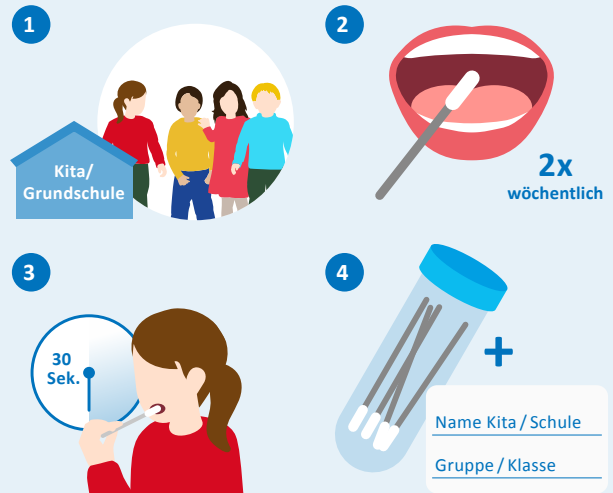 1
Kita/
Grundschule
2
2x
wöchentlich
3
30
Sek.
4
+
Name Kita / Schule
Gruppe / Klasse